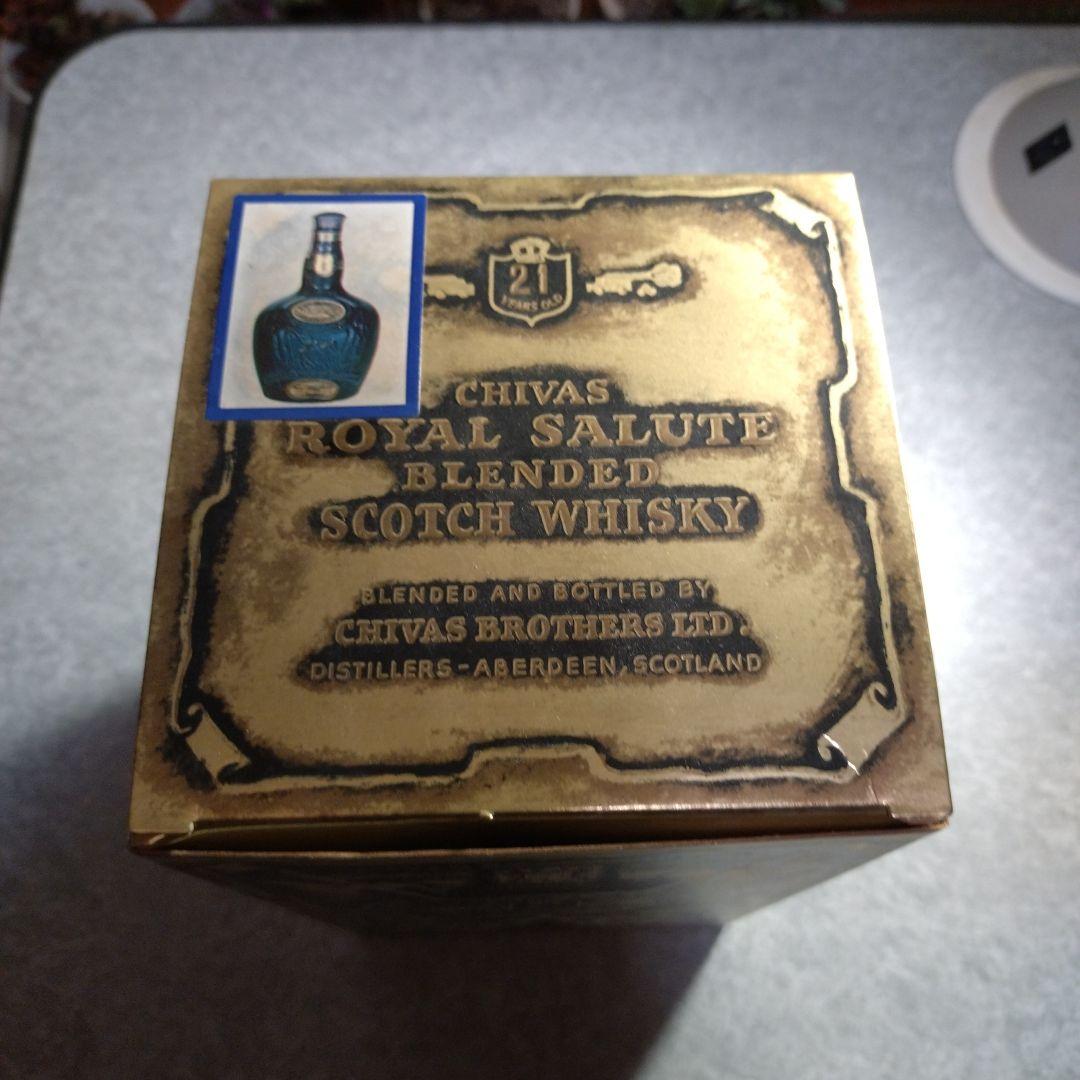 21
YEARS OLD
CHIVAS
ROYAL SALUTE
BLENDED
SCOTCH WHISKY
BLENDED AND BOTTLED BY
CHIVAS BROTHERS LTD.
DISTILLERS-ABERDEEN, SCOTLAND